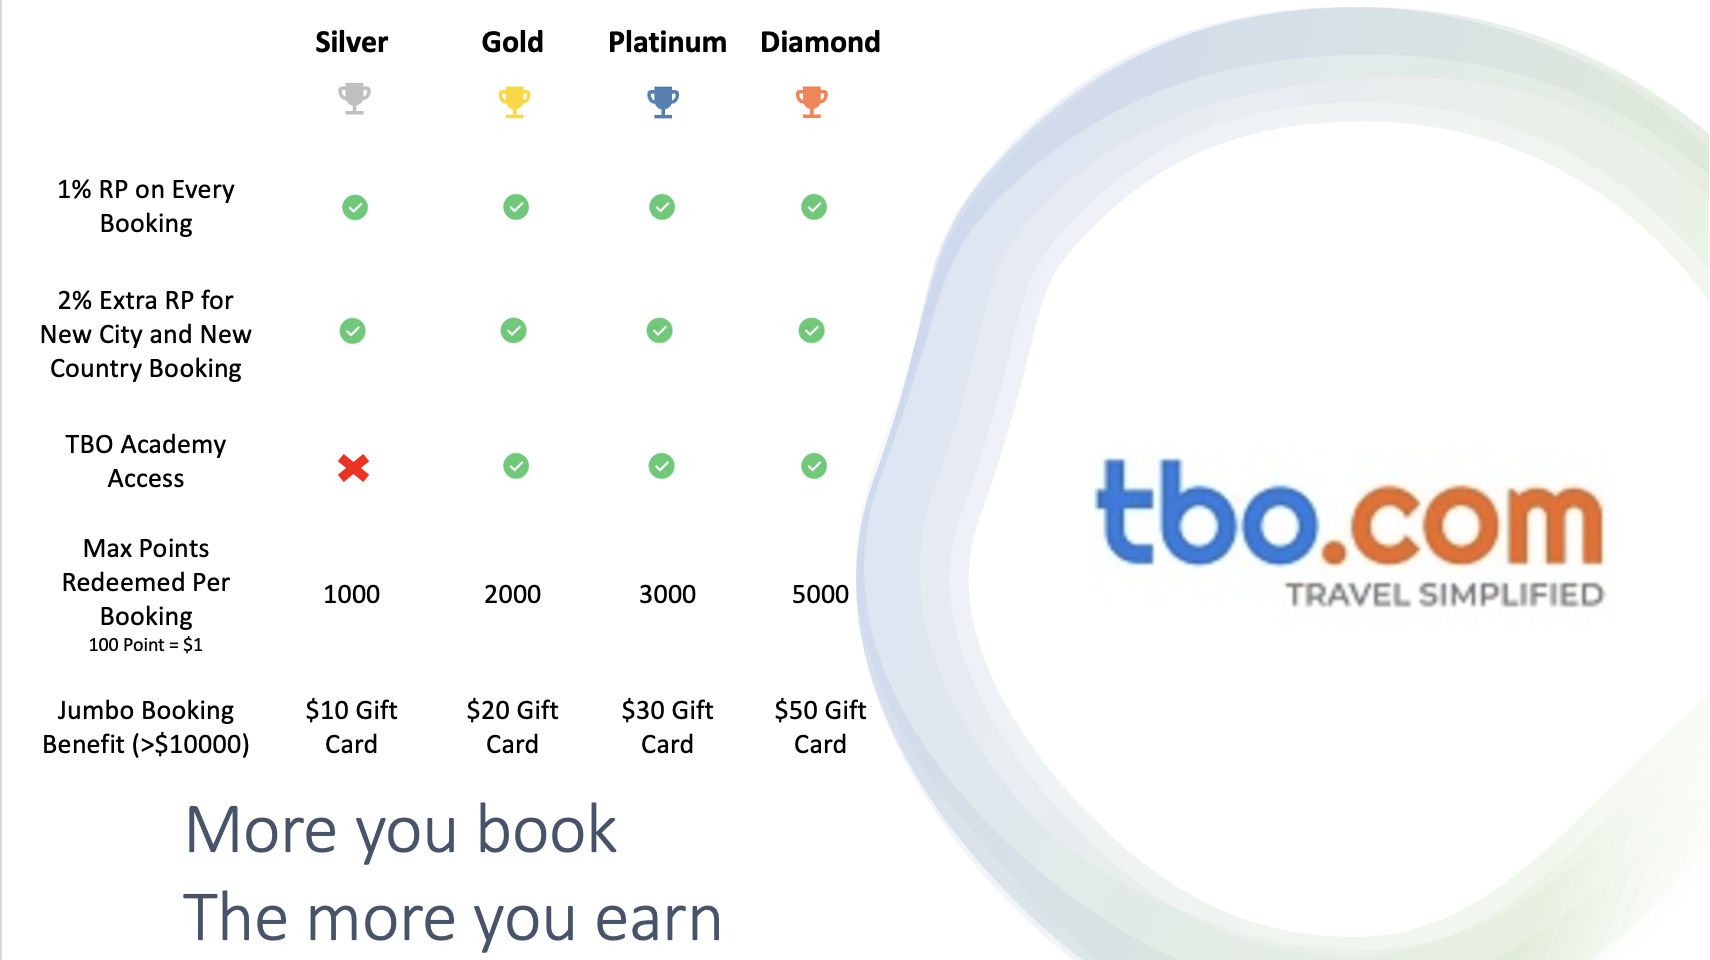 Silver Gold Platinum Diamond
1% RP on Every
Booking
2% Extra RP for
New City and New
Country Booking
TBO Academy
Access
Max Points
Redeemed Per
Booking
100 Point = $1
1000 2000 3000 5000
Jumbo Booking
Benefit (>$10000)
$10 Gift
Card
$20 Gift
Card
$30 Gift
Card
$50 Gift
Card
More you book
The more you earn
tbo.com
TRAVEL SIMPLIFIED